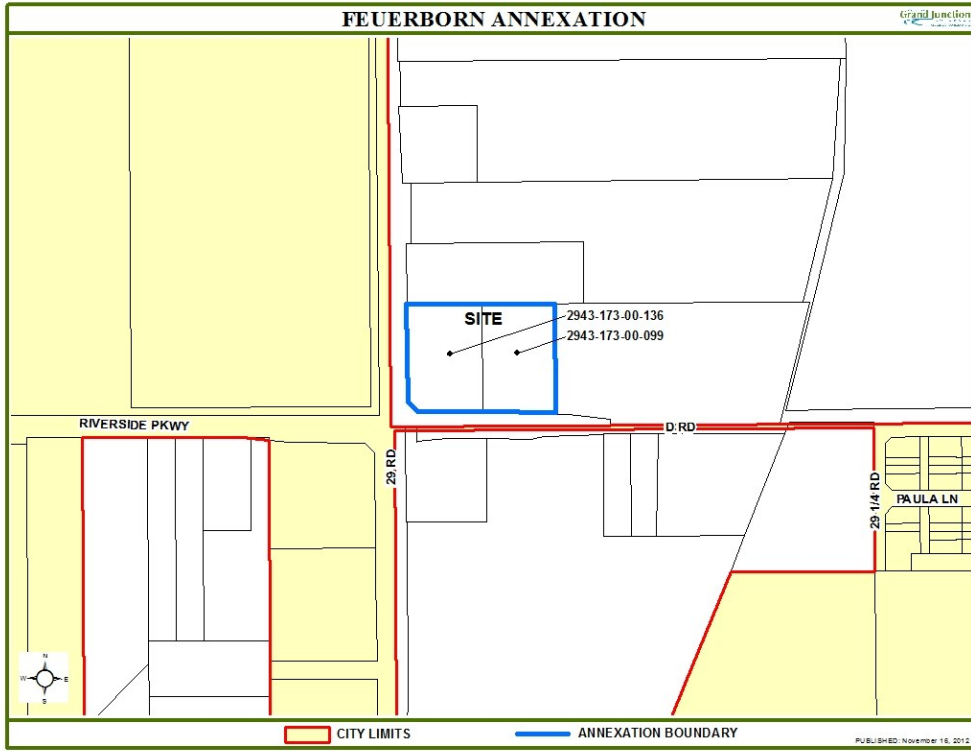 FEUERBORN ANNEXATION
Grand Junction
SITE
2943-173-00-136
2943-173-00-099
RIVERSIDE PKWY
D RD
29 RD
29 1/4 RD
PAULA LN
N
W
E
S
CITY LIMITS
ANNEXATION BOUNDARY
PUBLISHED: November 16, 2012